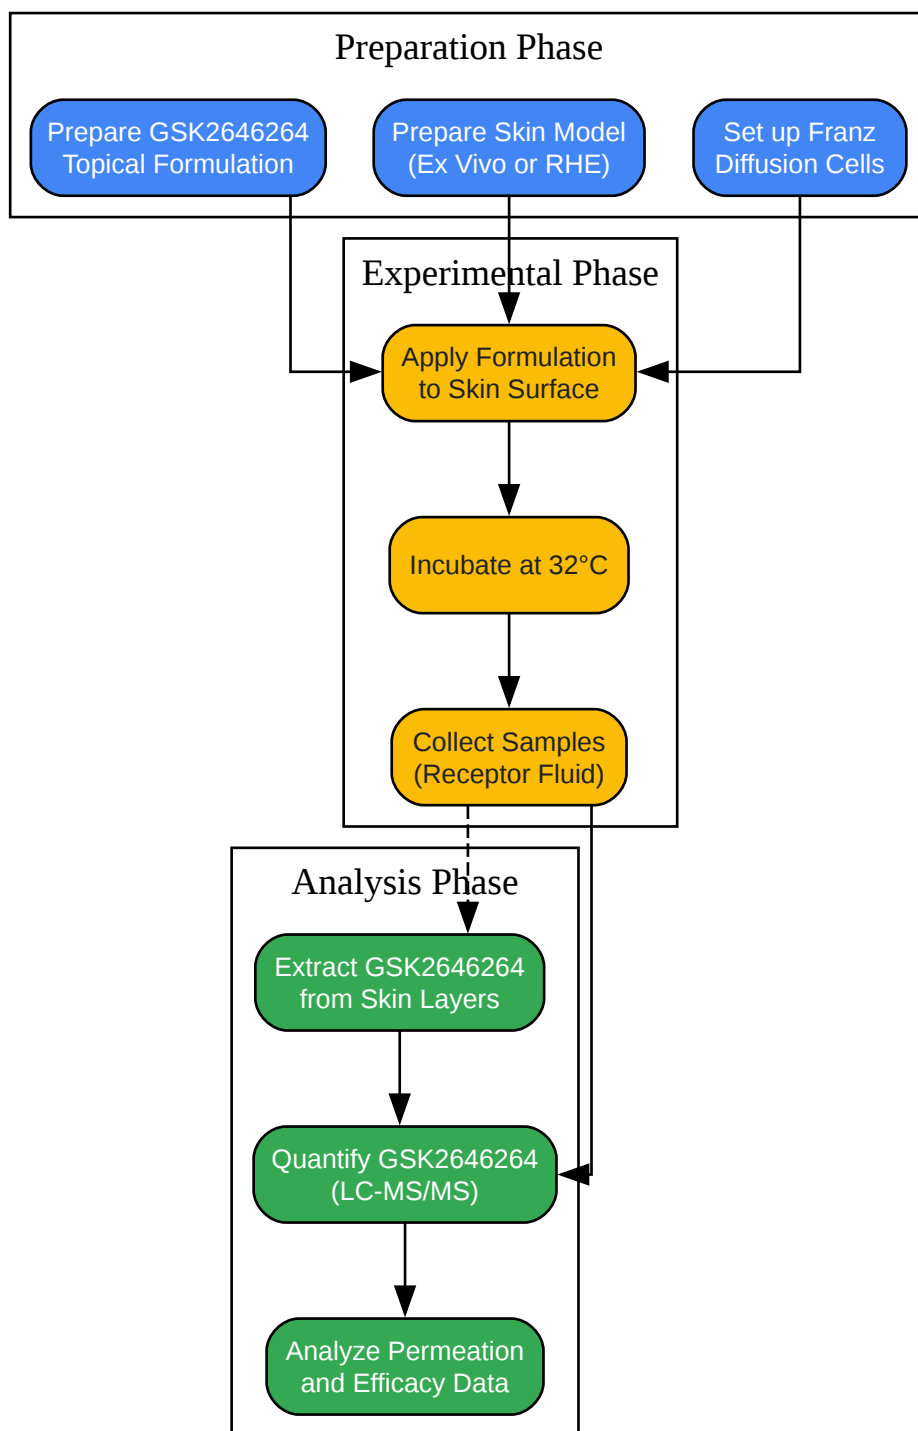 Preparation Phase
Prepare GSK2646264
Topical Formulation
Prepare Skin Model
(Ex Vivo or RHE)
Set up Franz
Diffusion Cells
Experimental Phase
Apply Formulation
to Skin Surface
Incubate at 32°C
Collect Samples
(Receptor Fluid)
Analysis Phase
Extract GSK2646264
from Skin Layers
Quantify GSK2646264
(LC-MS/MS)
Analyze Permeation
and Efficacy Data